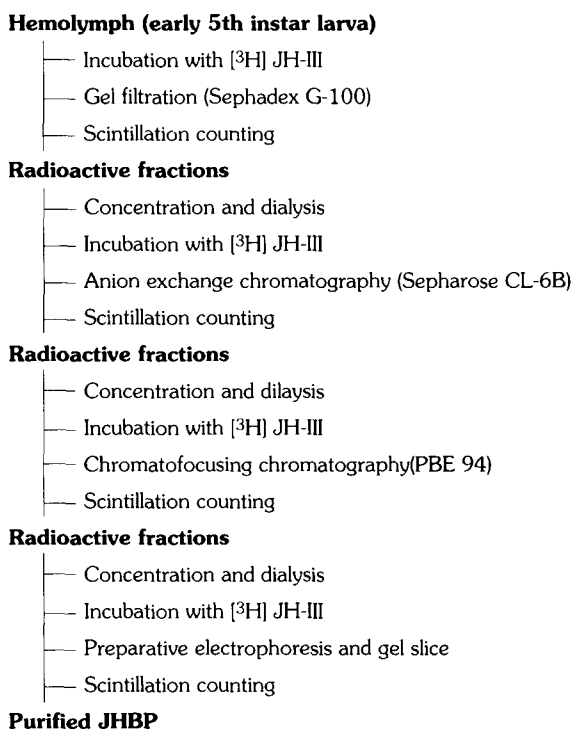 Hemolymph (early 5th instar larva)
Incubation with [³H] JH-III
Gel filtration (Sephadex G-100)
Scintillation counting
Radioactive fractions
Concentration and dialysis
Incubation with [³H] JH-III
Anion exchange chromatography (Sepharose CL-6B)
Scintillation counting
Radioactive fractions
Concentration and dilaysis
Incubation with [³H] JH-III
Chromatofocusing chromatography(PBE 94)
Scintillation counting
Radioactive fractions
Concentration and dialysis
Incubation with [³H] JH-III
Preparative electrophoresis and gel slice
Scintillation counting
Purified JHBP